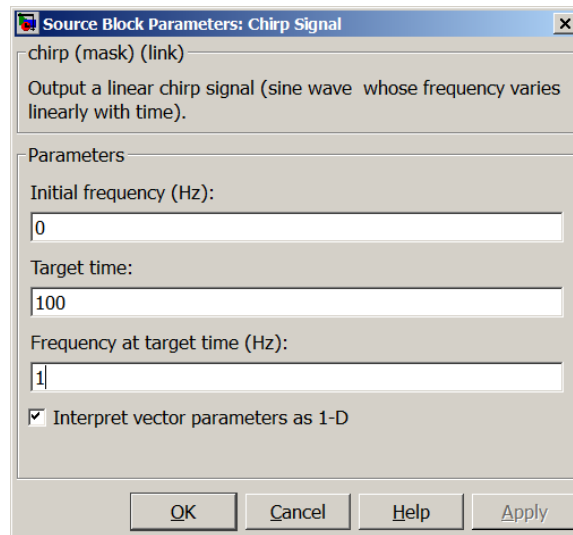 Source Block Parameters: Chirp Signal
chirp (mask) (link)
Output a linear chirp signal (sine wave  whose frequency varies
linearly with time).
Parameters
Initial frequency (Hz):
0
Target time:
100
Frequency at target time (Hz):
1
Interpret vector parameters as 1-D
OK Cancel Help Apply